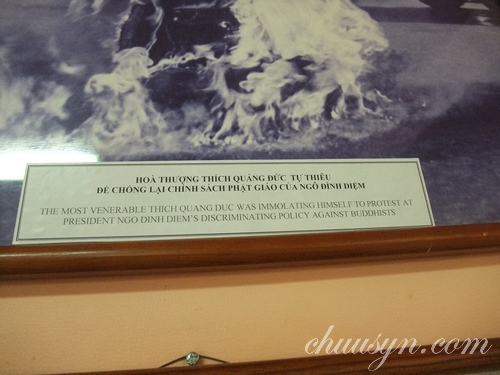 HOÀ THƯỢNG THÍCH QUẢNG ĐỨC TỰ THIÊU
ĐỂ CHỐNG LẠI CHÍNH SÁCH PHẬT GIÁO CỦA NGÔ ĐÌNH DIỆM
THE MOST VENERABLE THICH QUANG DUC WAS IMMOLATING HIMSELF TO PROTEST AT
PRESIDENT NGO DINH DIEM'S DISCRIMINATING POLICY AGAINST BUDDHISTS
chuusyn.com